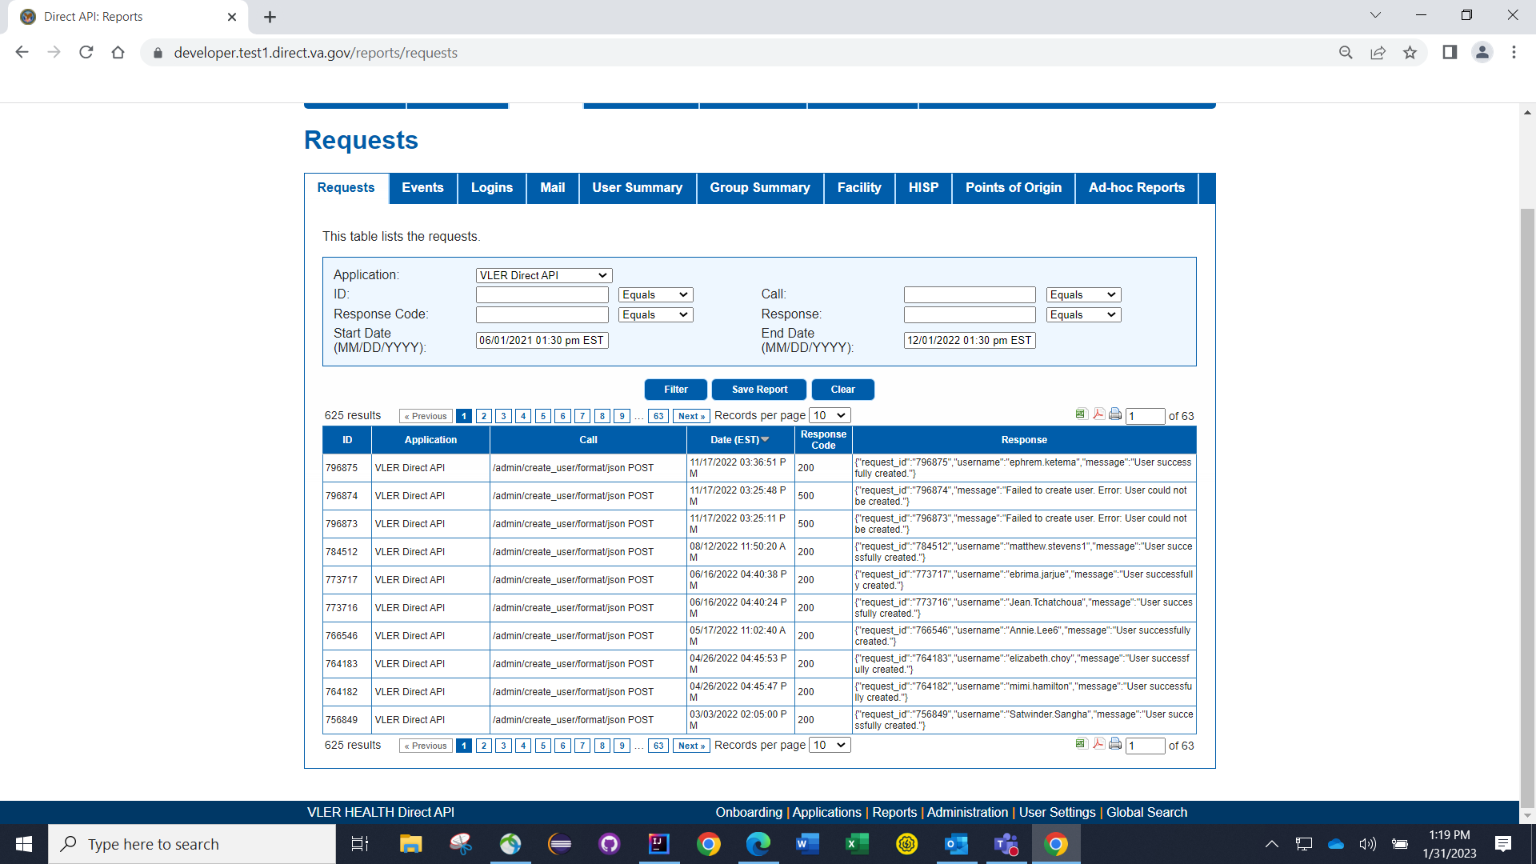 Direct API: Reports
developer.test1.direct.va.gov/reports/requests
Requests
Requests Events Logins Mail User Summary Group Summary Facility HISP Points of Origin Ad-hoc Reports
This table lists the requests.
Application: VLER Direct API
ID: Equals Call: Equals
Response Code: Equals Response: Equals
Start Date (MM/DD/YYYY): 06/01/2021 01:30 pm EST End Date (MM/DD/YYYY): 12/01/2022 01:30 pm EST
Filter Save Report Clear
625 results « Previous 1 2 3 4 5 6 7 8 9 ... 63 Next » Records per page 10 1 of 63
ID Application Call Date (EST) Response Code Response
796875 VLER Direct API /admin/create_user/format/json POST 11/17/2022 03:36:51 PM 200 {"request_id":"796875","username":"ephrem.ketema","message":"User successfully created."}
796874 VLER Direct API /admin/create_user/format/json POST 11/17/2022 03:25:48 PM 500 {"request_id":"796874","message":"Failed to create user. Error: User could not be created."}
796873 VLER Direct API /admin/create_user/format/json POST 11/17/2022 03:25:11 PM 500 {"request_id":"796873","message":"Failed to create user. Error: User could not be created."}
784512 VLER Direct API /admin/create_user/format/json POST 08/12/2022 11:50:20 AM 200 {"request_id":"784512","username":"matthew.stevens1","message":"User successfully created."}
773717 VLER Direct API /admin/create_user/format/json POST 06/16/2022 04:40:38 PM 200 {"request_id":"773717","username":"ebrima.jarjue","message":"User successfully created."}
773716 VLER Direct API /admin/create_user/format/json POST 06/16/2022 04:40:24 PM 200 {"request_id":"773716","username":"Jean.Tchatchoua","message":"User successfully created."}
766546 VLER Direct API /admin/create_user/format/json POST 05/17/2022 11:02:40 AM 200 {"request_id":"766546","username":"Annie.Lee6","message":"User successfully created."}
764183 VLER Direct API /admin/create_user/format/json POST 04/26/2022 04:45:53 PM 200 {"request_id":"764183","username":"elizabeth.choy","message":"User successfully created."}
764182 VLER Direct API /admin/create_user/format/json POST 04/26/2022 04:45:47 PM 200 {"request_id":"764182","username":"mimi.hamilton","message":"User successfully created."}
756849 VLER Direct API /admin/create_user/format/json POST 03/03/2022 02:05:00 PM 200 {"request_id":"756849","username":"Satwinder.Sangha","message":"User successfully created."}
625 results « Previous 1 2 3 4 5 6 7 8 9 ... 63 Next » Records per page 10 1 of 63
VLER HEALTH Direct API Onboarding | Applications | Reports | Administration | User Settings | Global Search
Type here to search
1:19 PM
1/31/2023